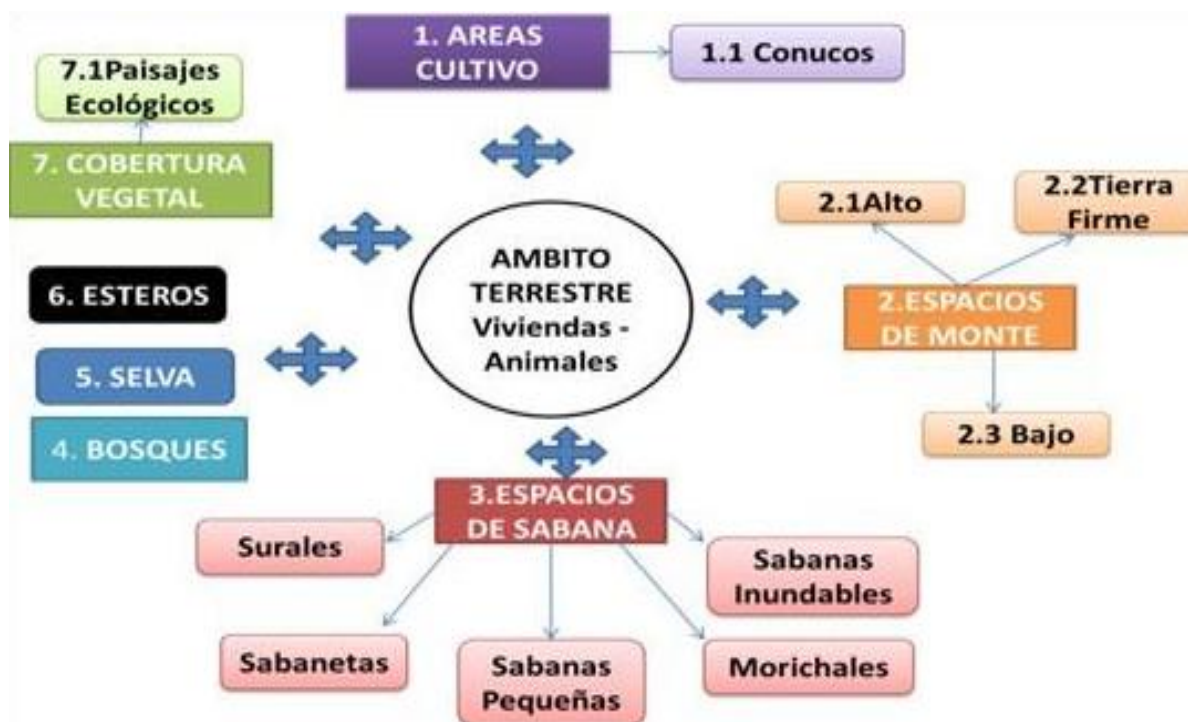 1. AREAS
CULTIVO
1.1 Conucos
7.1Paisajes
Ecológicos
7. COBERTURA
VEGETAL
2.1Alto
2.2Tierra
Firme
AMBITO
TERRESTRE
Viviendas -
Animales
6. ESTEROS
2.ESPACIOS
DE MONTE
5. SELVA
4. BOSQUES
2.3 Bajo
3.ESPACIOS
DE SABANA
Surales
Sabanas
Inundables
Sabanetas
Sabanas
Pequeñas
Morichales